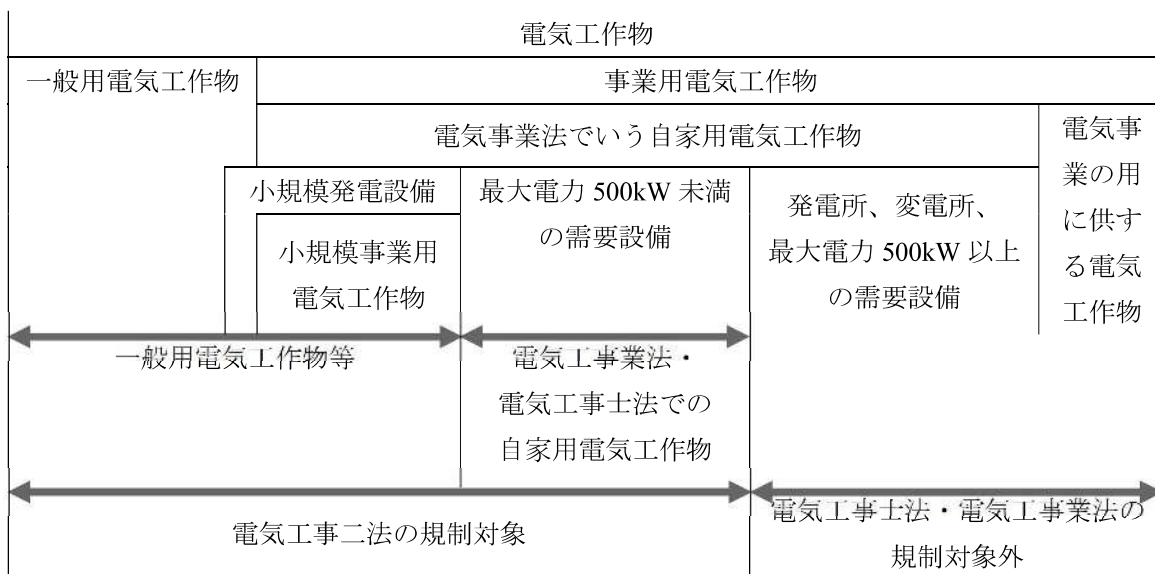 電気工作物
一般用電気工作物
事業用電気工作物
電気事業法でいう自家用電気工作物
電気事
業の用
に供す
る電気
工作物
小規模発電設備
小規模事業用
電気工作物
最大電力 500kW 未満
の需要設備
発電所、変電所、
最大電力 500kW 以上
の需要設備
一般用電気工作物等
電気工事業法・
電気工事士法での
自家用電気工作物
電気工事二法の規制対象
電気工事士法・電気工事業法の
規制対象外